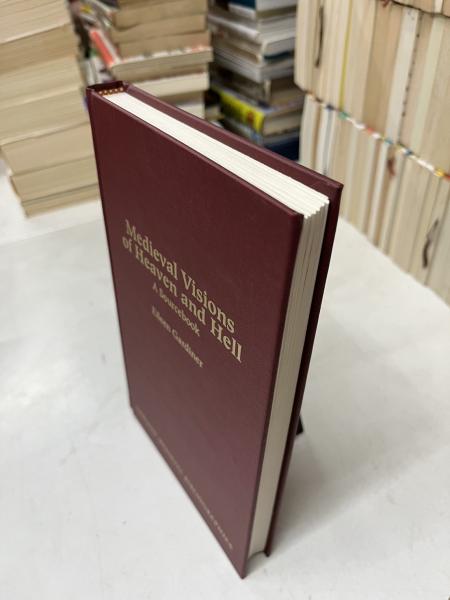 Medieval Visions
of Heaven and Hell
A Sourcebook
Eileen Gardiner